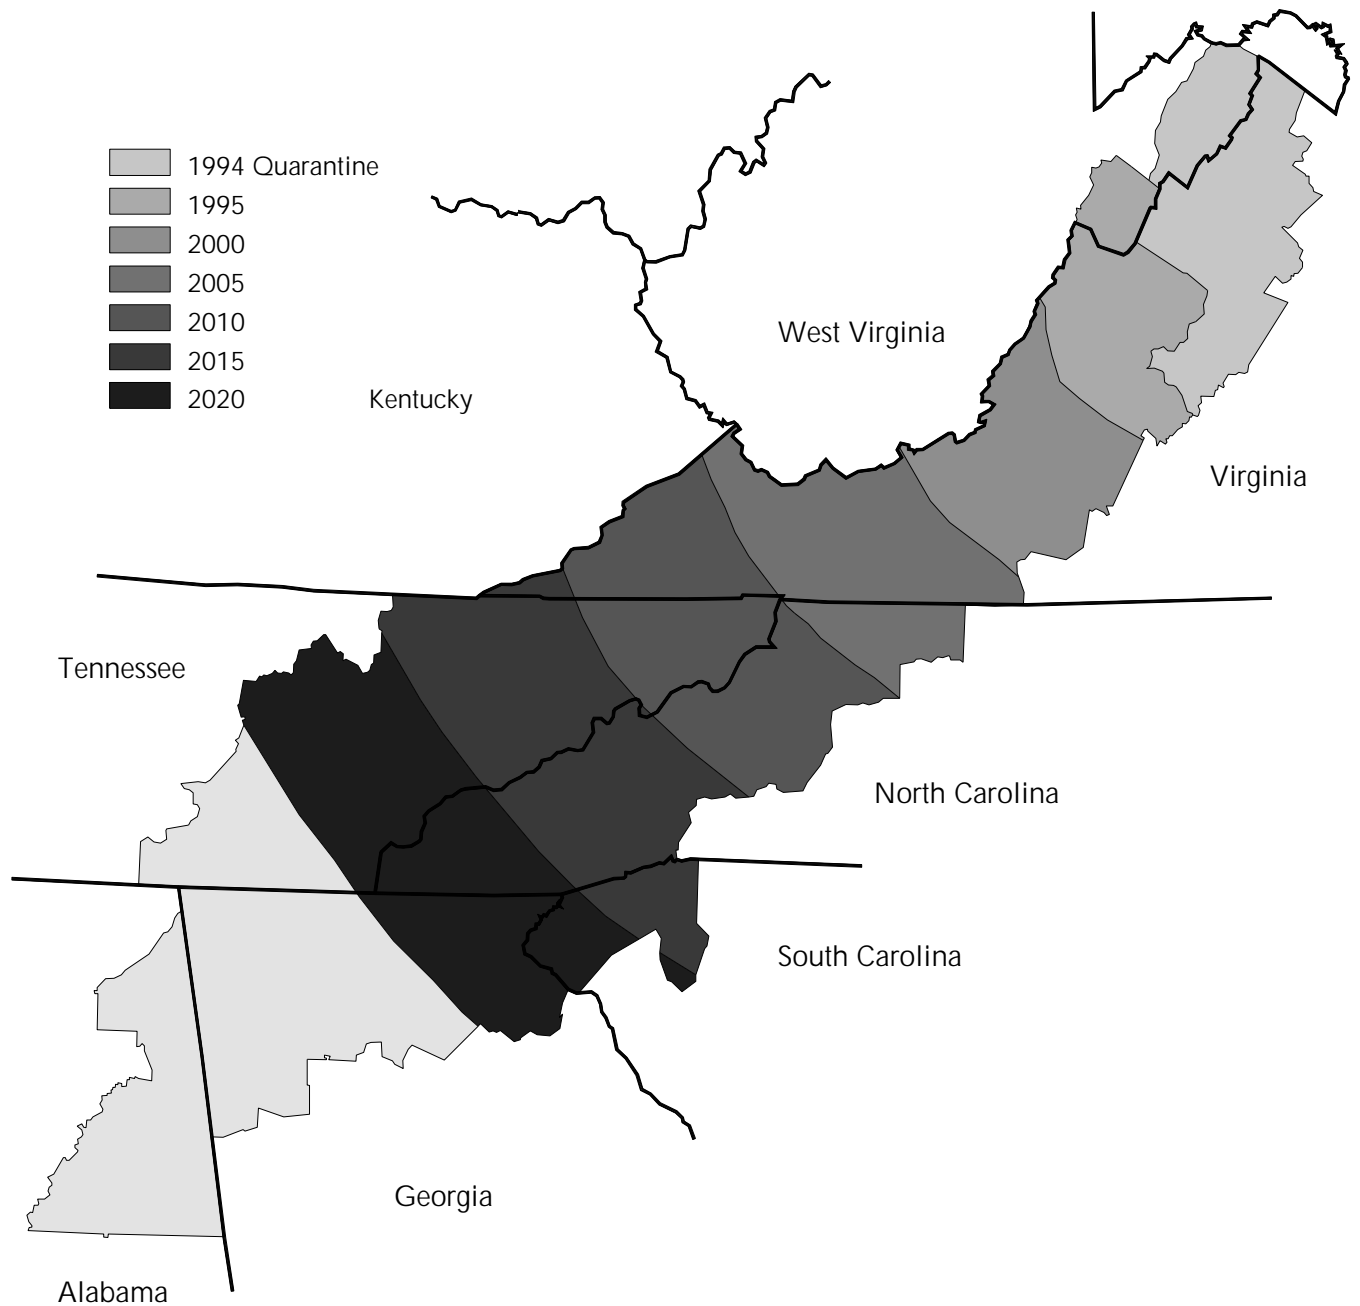 1994 Quarantine
1995
2000
2005
2010
2015
2020
West Virginia
Kentucky
Virginia
Tennessee
North Carolina
South Carolina
Georgia
Alabama